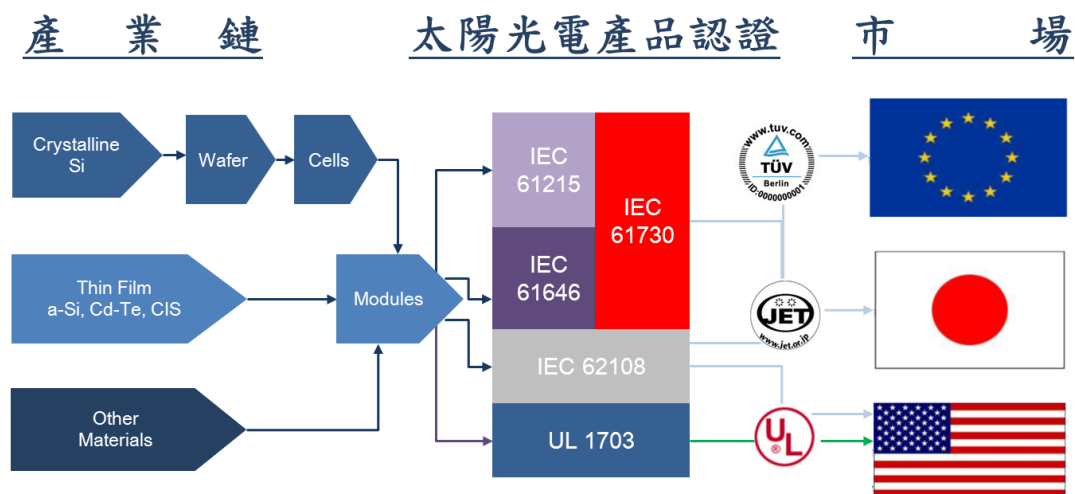 產 業 鏈
太陽光電產品認證
市 場
Crystalline
Si
Wafer
Cells
Thin Film
a-Si, Cd-Te, CIS
Modules
Other
Materials
IEC
61215
IEC
61646
IEC
61730
IEC 62108
UL 1703
www.tuv.com
TÜV
Berlin
ID:0000000001
JET
www.jet.or.jp
UL
®